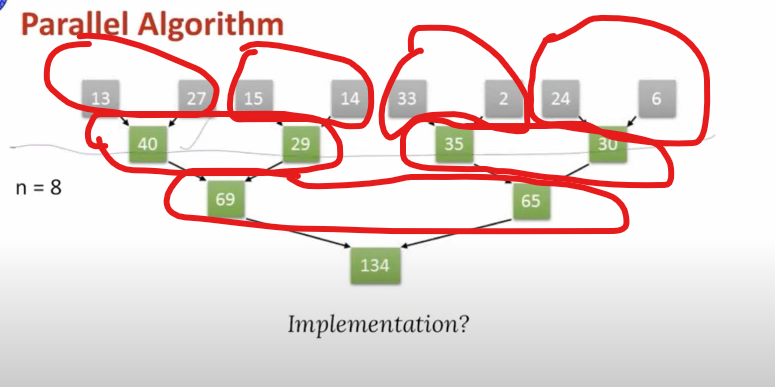 Parallel Algorithm
13 27 15 14 33 2 24 6
40 29 35 30
n = 8
69 65
134
Implementation?